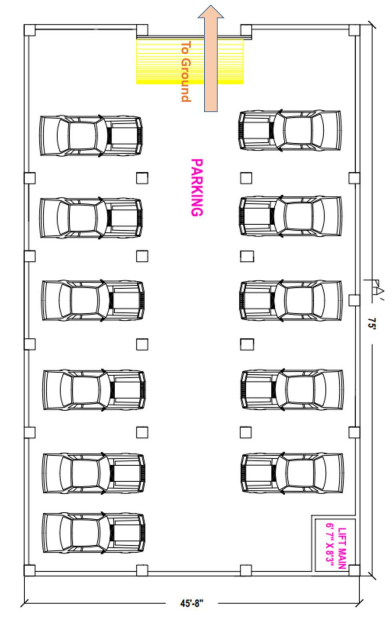 To Ground
PARKING
A'
75'
LIFT MAIN
6' 7" X 8'3"
45'-8"